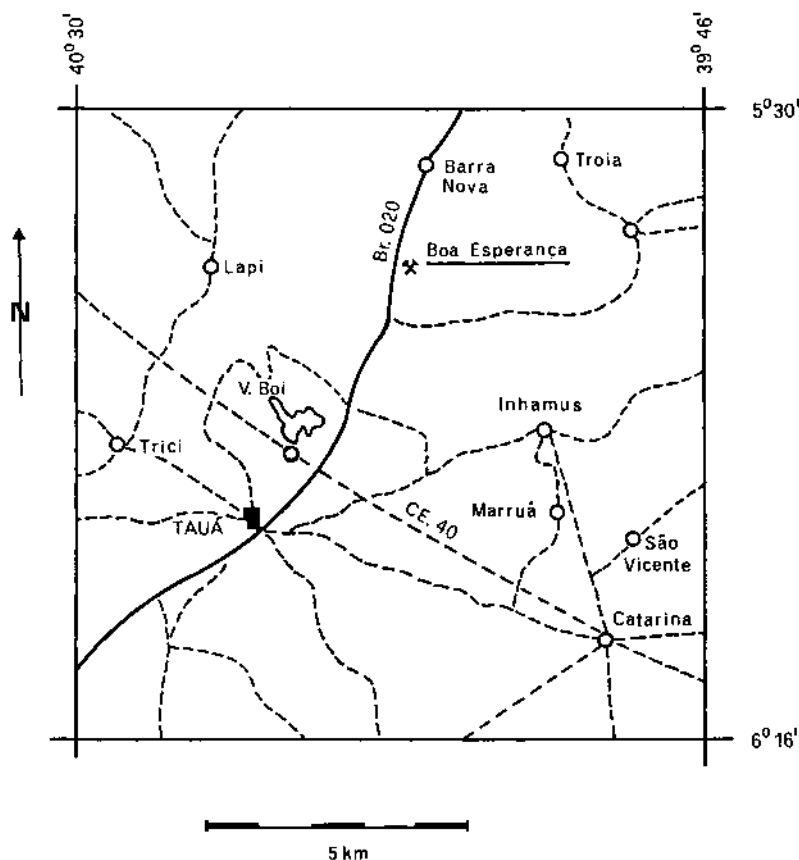 40° 30'
39° 46'
5° 30'
Barra
Nova
Troia
Br. 020
Boa Esperança
Lapi
N
V. Boi
Inhamus
Trici
CE. 40
Marruá
TAUÁ
São
Vicente
Catarina
6° 16'
5 km